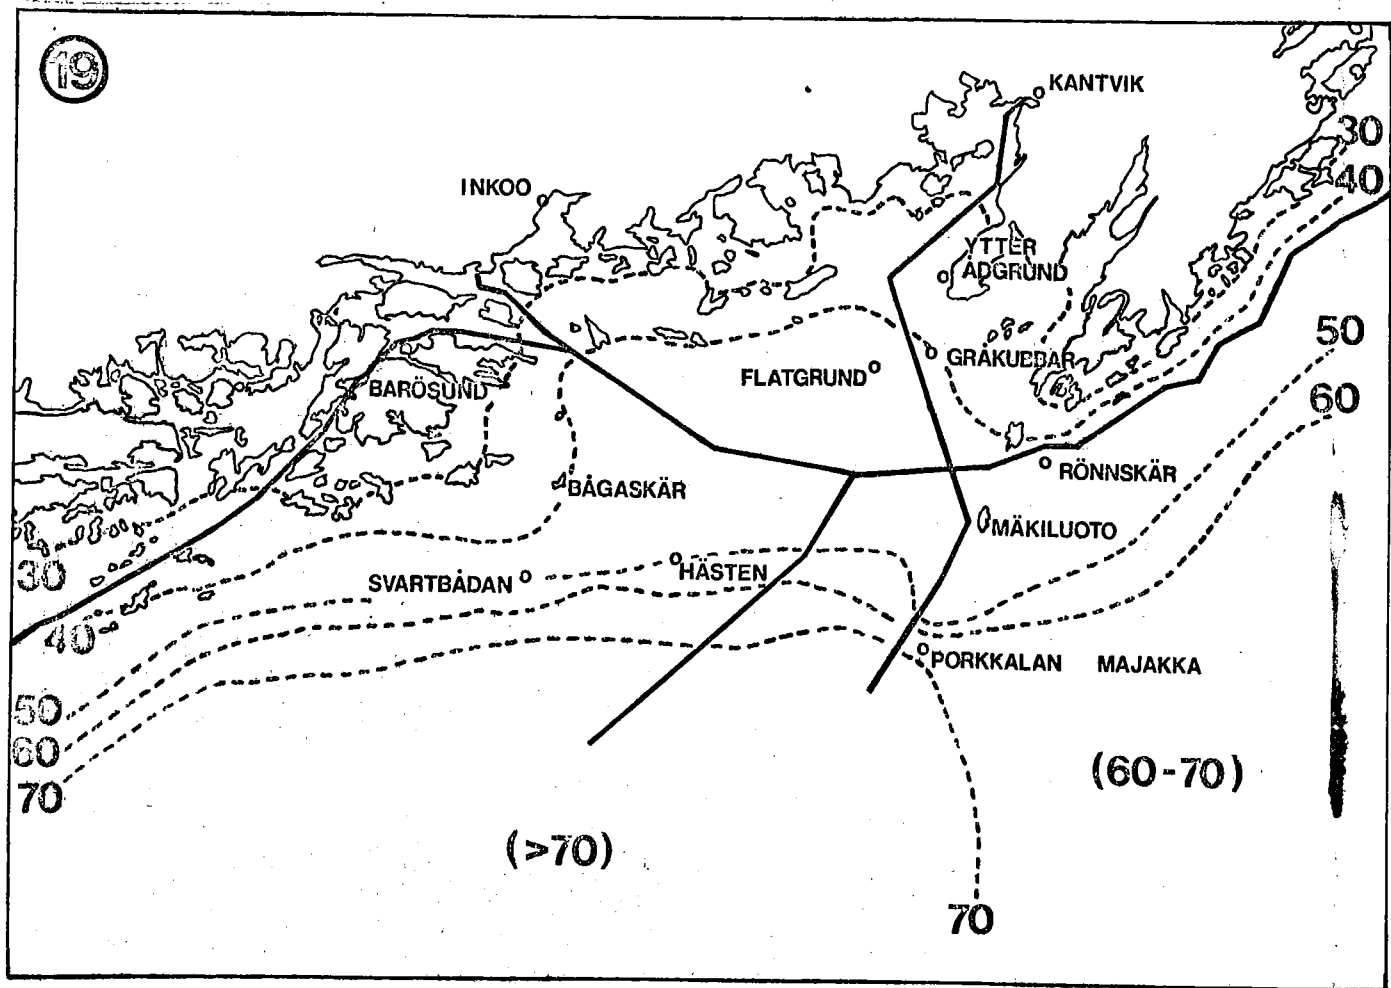 19
KANTVIK
30
INKOO
40
YTTER
ÄDGRUND
50
GRÅKUBBAR
FLATGRUND
BARÖSUND
60
RÖNNSKÄR
BÅGASKÄR
MÄKILUOTO
30
HÄSTEN
SVARTBÅDAN
40
PORKKALAN MAJAKKA
50
60
(60-70)
70
(>70)
70